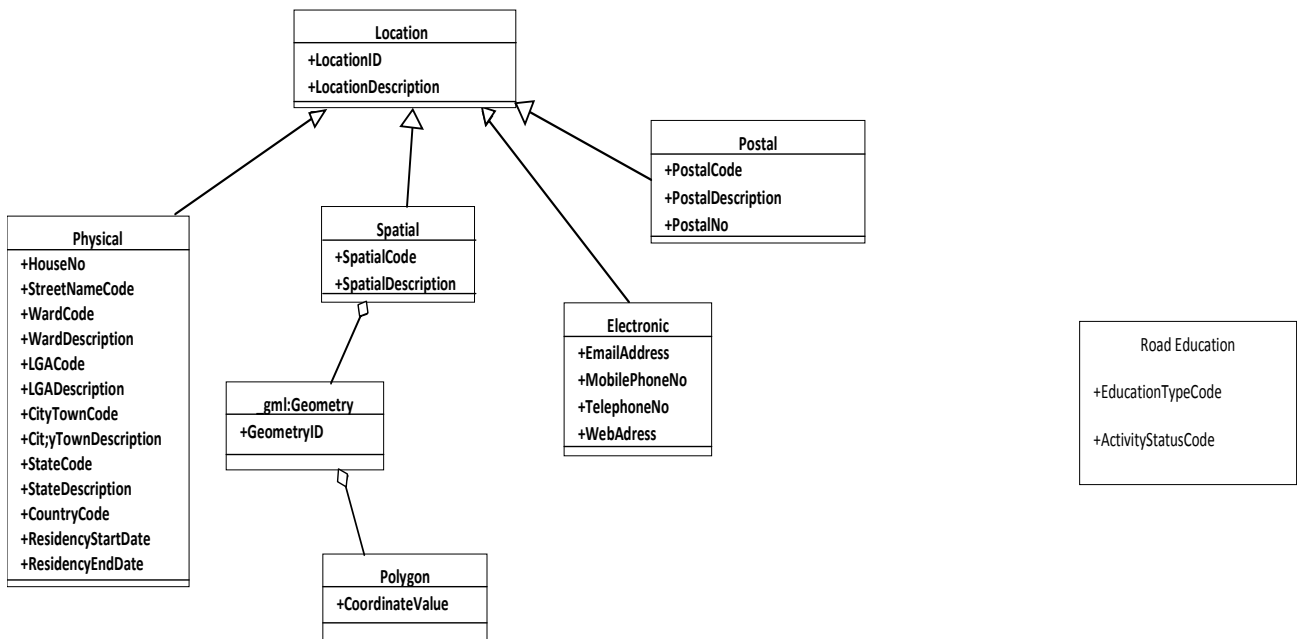 Location
+LocationID
+LocationDescription
Postal
+PostalCode
+PostalDescription
+PostalNo
Physical
+HouseNo
+StreetNameCode
+WardCode
+WardDescription
+LGACode
+LGADescription
+CityTownCode
+Cit;yTownDescription
+StateCode
+StateDescription
+CountryCode
+ResidencyStartDate
+ResidencyEndDate
Spatial
+SpatialCode
+SpatialDescription
Electronic
+EmailAddress
+MobilePhoneNo
+TelephoneNo
+WebAdress
_gml:Geometry
+GeometryID
Polygon
+CoordinateValue
Road Education
+EducationTypeCode
+ActivityStatusCode